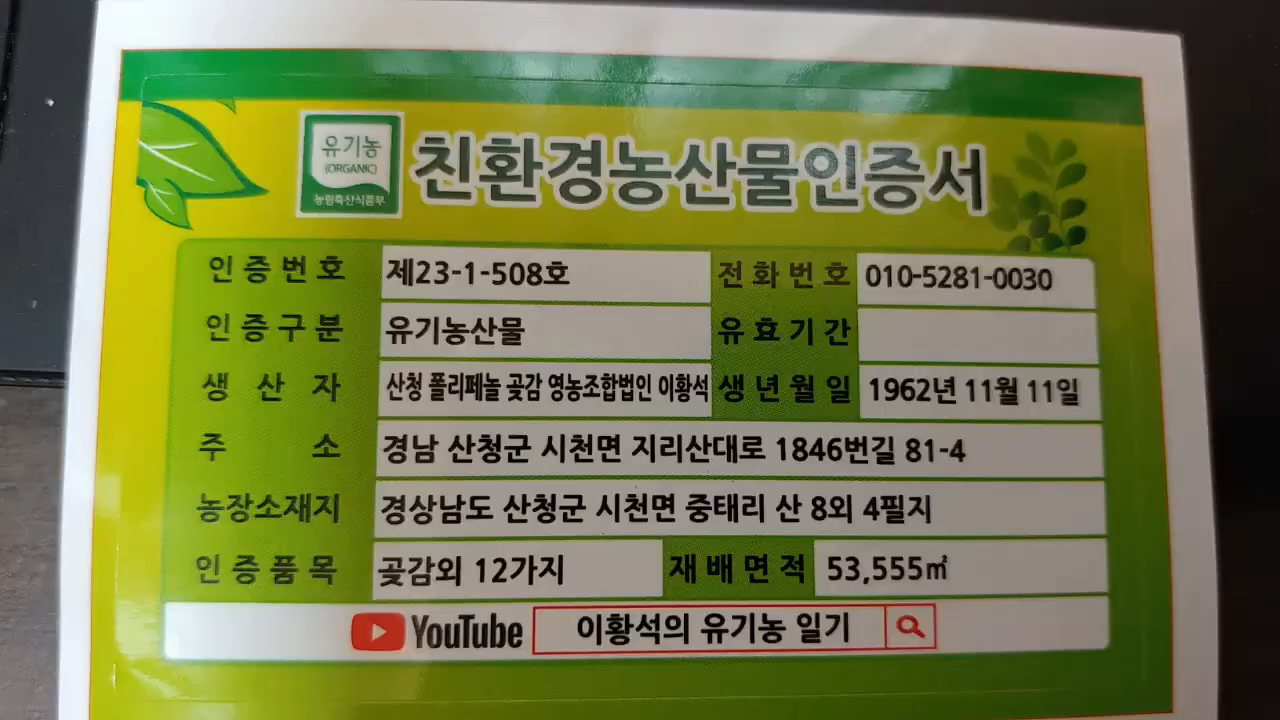 유기농
(ORGANIC)
농림축산식품부
친환경농산물인증서
인증번호 제23-1-508호 전화번호 010-5281-0030
인증구분 유기농산물 유효기간
생산자 산청 폴리페놀 곶감 영농조합법인 이황석 생년월일 1962년 11월 11일
주소 경남 산청군 시천면 지리산대로 1846번길 81-4
농장소재지 경상남도 산청군 시천면 중태리 산 8외 4필지
인증품목 곶감외 12가지 재배면적 53,555㎡
YouTube 이황석의 유기농 일기